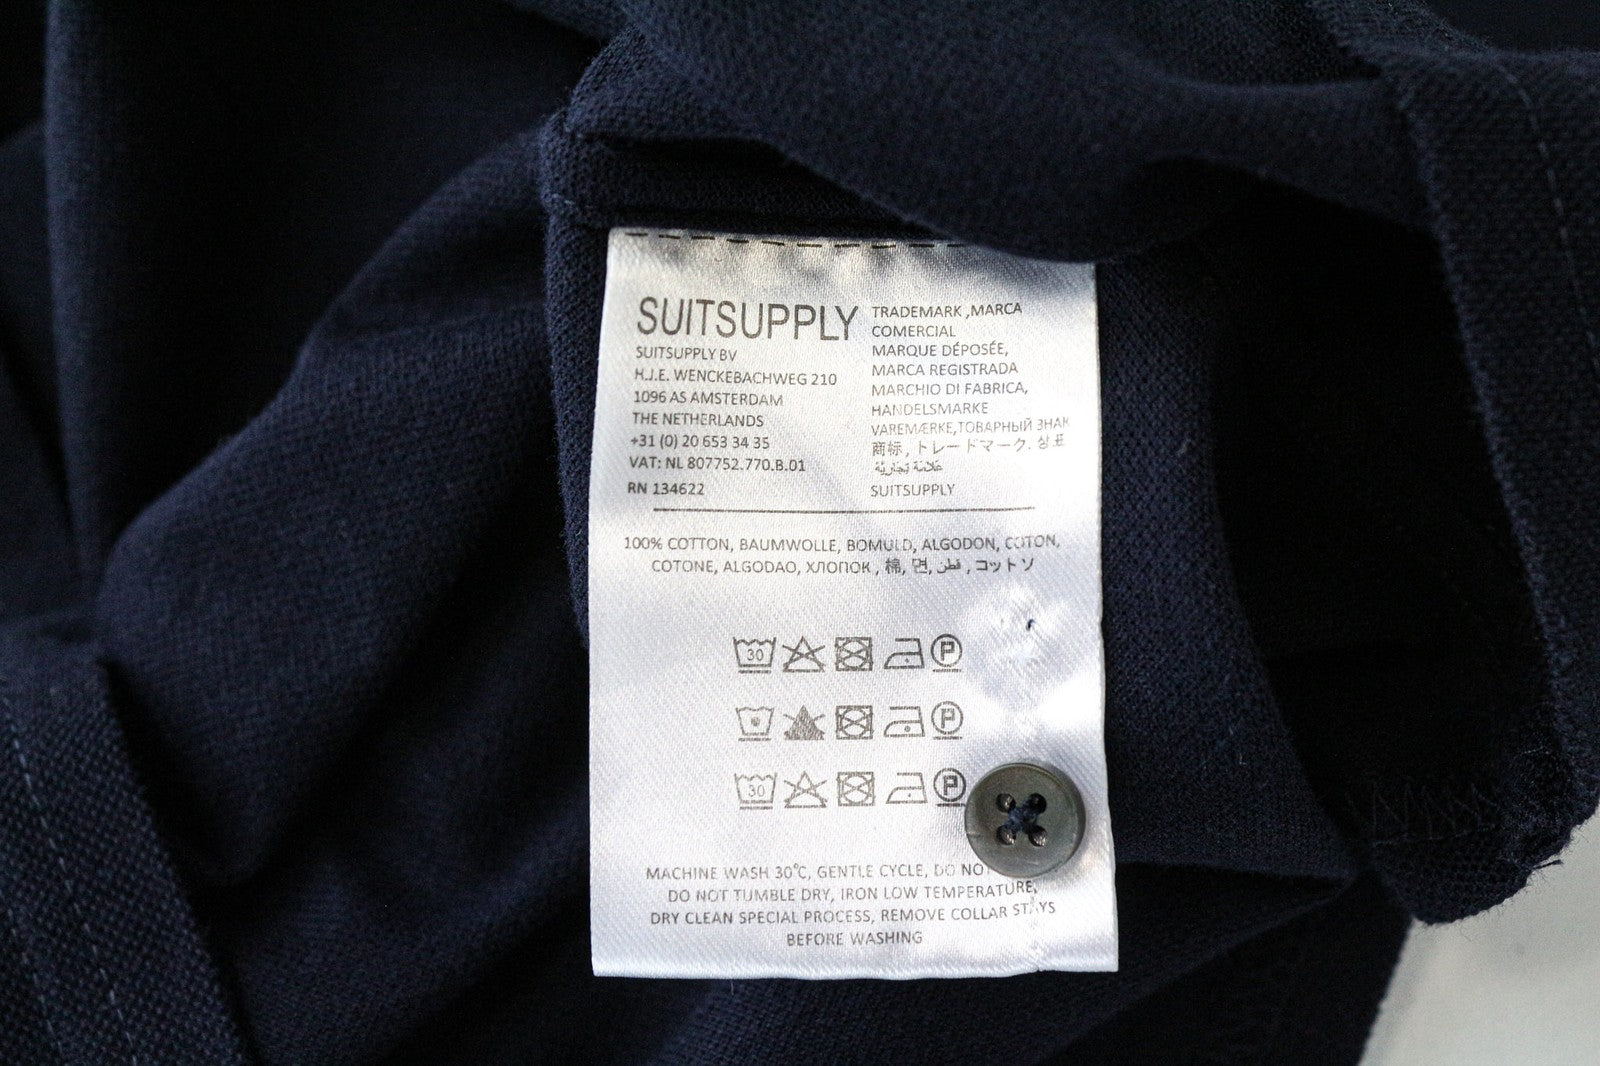 SUITSUPPLY
SUITSUPPLY BV
H.J.E. WENCKEBACHWEG 210
1096 AS AMSTERDAM
THE NETHERLANDS
+31 (0) 20 653 34 35
VAT: NL 807752.770.B.01
RN 134622
TRADEMARK ,MARCA
COMERCIAL
MARQUE DÉPOSÉE,
MARCA REGISTRADA
MARCHIO DI FABRICA,
HANDELSMARKE
VAREMÆRKE,ТОВАРНЫЙ ЗНАК
商标, トレードマーク. 상표
علامة تجارية
SUITSUPPLY
100% COTTON, BAUMWOLLE, BOMULD, ALGODON, COTON,
COTONE, ALGODAO, ХЛОПОК , 棉, 면, قطن, コットン
30 P
P
30 P
MACHINE WASH 30°C, GENTLE CYCLE, DO NOT
DO NOT TUMBLE DRY, IRON LOW TEMPERATURE,
DRY CLEAN SPECIAL PROCESS, REMOVE COLLAR STAYS
BEFORE WASHING